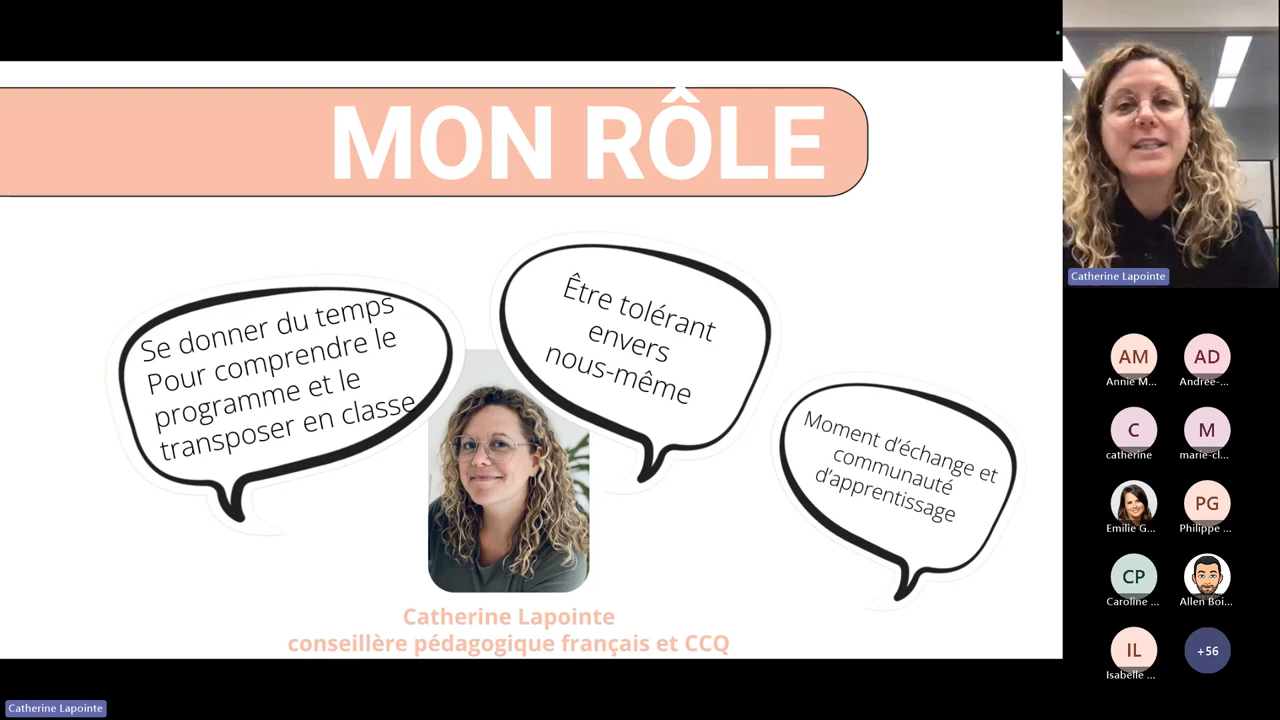 MON RÔLE
Se donner du temps
Pour comprendre le
programme et le
transposer en classe
Être tolérant
envers
nous-même
Moment d'échange et
communauté
d'apprentissage
Catherine Lapointe
conseillère pédagogique français et CCQ
Catherine Lapointe
Catherine Lapointe
AM
Annie M...
AD
Andrée-...
C
catherine
M
marie-cl...
Emilie G...
PG
Philippe ...
CP
Caroline ...
Allen Boi...
IL
Isabelle ...
+56